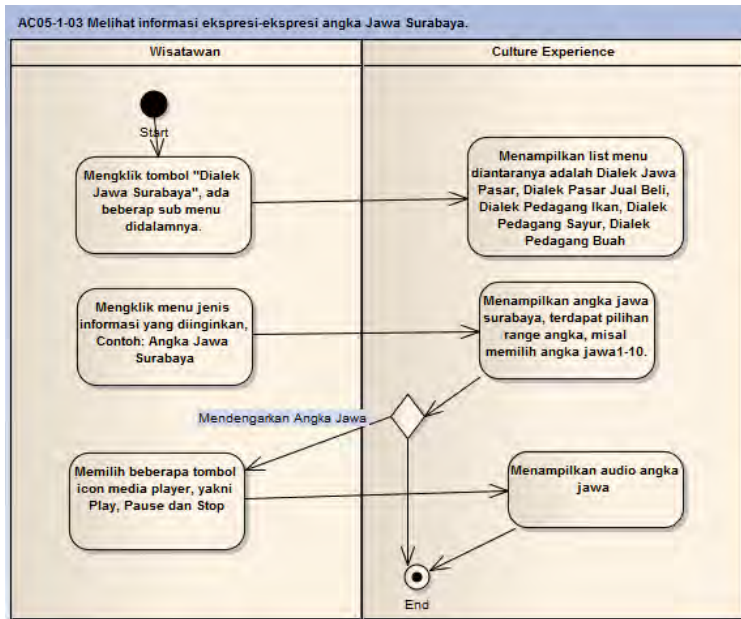 AC05-1-03 Melihat informasi ekspresi-ekspresi angka Jawa Surabaya.
Wisatawan
Culture Experience
Start
Mengklik tombol "Dialek
Jawa Surabaya", ada
beberap sub menu
didalamnya.
Menampilkan list menu
diantaranya adalah Dialek Jawa
Pasar, Dialek Pasar Jual Beli,
Dialek Pedagang Ikan, Dialek
Pedagang Sayur, Dialek
Pedagang Buah
Mengklik menu jenis
informasi yang diinginkan,
Contoh: Angka Jawa
Surabaya
Menampilkan angka jawa
surabaya, terdapat pilihan
range angka, misal
memilih angka jawa1-10.
Mendengarkan Angka Jawa
Memilih beberapa tombol
icon media player, yakni
Play, Pause dan Stop
Menampilkan audio angka
jawa
End